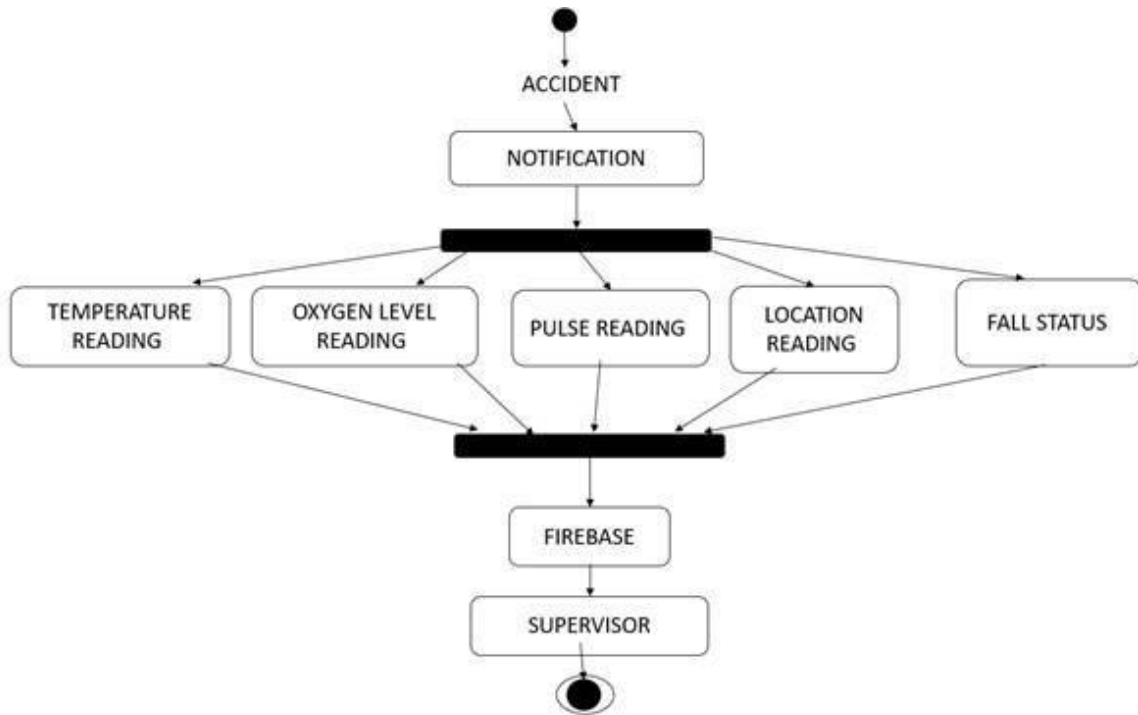 ACCIDENT
NOTIFICATION
TEMPERATURE
READING
OXYGEN LEVEL
READING
PULSE READING
LOCATION
READING
FALL STATUS
FIREBASE
SUPERVISOR